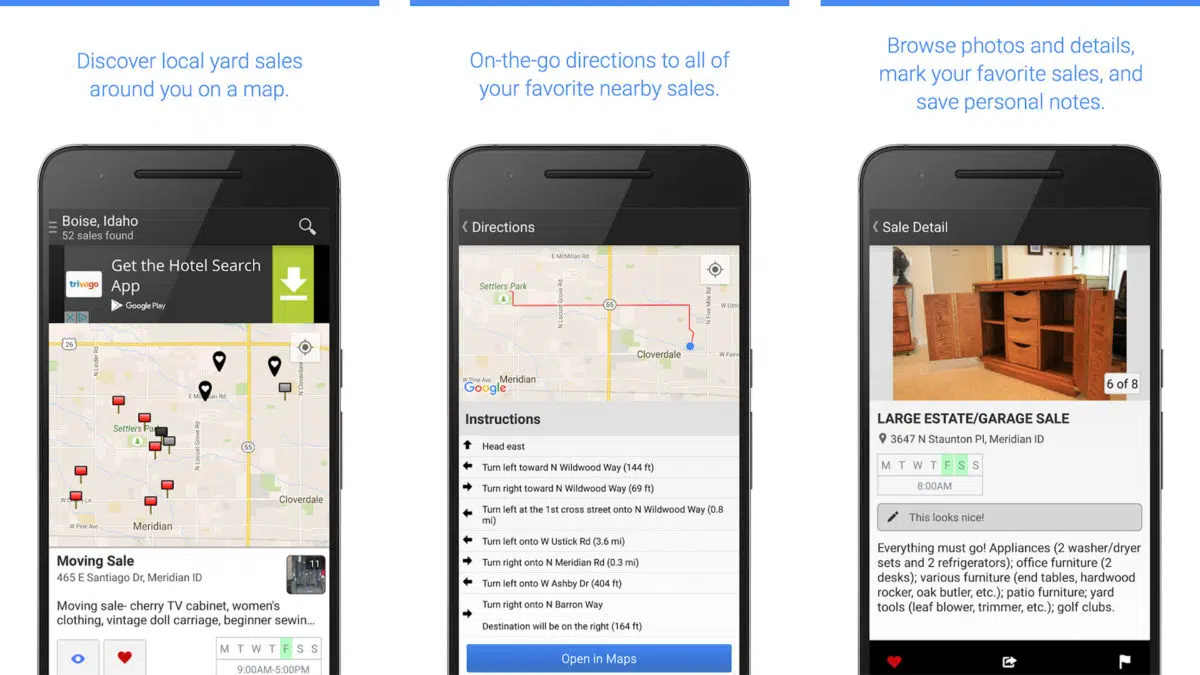 Discover local yard sales
around you on a map.
Boise, Idaho
52 sales found
Get the Hotel Search
App
trivago
Google Play
26
N Linder Rd
E McMillan Rd
Settlers Pa
N Locust Grove Rd
55
N Cloverdale
Cloverdale
W Pine Ave
Meridian
Moving Sale
465 E Santiago Dr, Meridian ID
11
Moving sale- cherry TV cabinet, women's
clothing, vintage doll carriage, beginner sewin...
M T W T F S S
9:00AM-5:00PM
On-the-go directions to all of
your favorite nearby sales.
Directions
E McMillan Rd
Settlers Park
N Locust Grove Rd
55
N Five Mile Rd
W Usti
Cloverdale
W Fairv
W Pine Ave
Meridian
Google
Instructions
Head east
Turn left toward N Wildwood Way (144 ft)
Turn right toward N Wildwood Way (69 ft)
Turn left at the 1st cross street onto N Wildwood Way (0.8
mi)
Turn left onto W Ustick Rd (3.6 mi)
Turn right onto N Meridian Rd (0.3 mi)
Turn left onto W Ashby Dr (404 ft)
Turn right onto N Barron Way
Destination will be on the right (164 ft)
Open in Maps
Browse photos and details,
mark your favorite sales, and
save personal notes.
Sale Detail
6 of 8
LARGE ESTATE/GARAGE SALE
3647 N Staunton Pl, Meridian ID
M T W T F S S
8:00AM
This looks nice!
Everything must go! Appliances (2 washer/dryer
sets and 2 refrigerators); office furniture (2
desks); various furniture (end tables, hardwood
rocker, oak butler, etc.); patio furniture; yard
tools (leaf blower, trimmer, etc.); golf clubs.